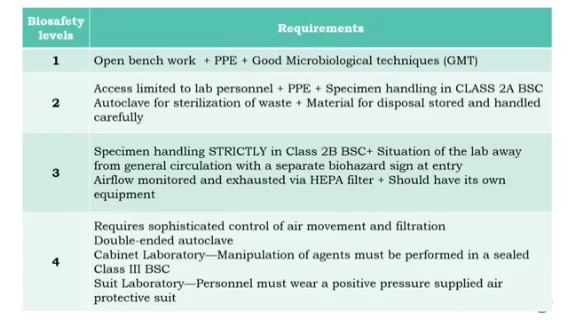 Biosafety levels
Requirements
1
Open bench work + PPE + Good Microbiological techniques (GMT)
2
Access limited to lab personnel + PPE + Specimen handling in CLASS 2A BSC
Autoclave for sterilization of waste + Material for disposal stored and handled
carefully
3
Specimen handling STRICTLY in Class 2B BSC+ Situation of the lab away
from general circulation with a separate biohazard sign at entry
Airflow monitored and exhausted via HEPA filter + Should have its own
equipment
4
Requires sophisticated control of air movement and filtration
Double-ended autoclave
Cabinet Laboratory—Manipulation of agents must be performed in a sealed
Class III BSC
Suit Laboratory—Personnel must wear a positive pressure supplied air
protective suit